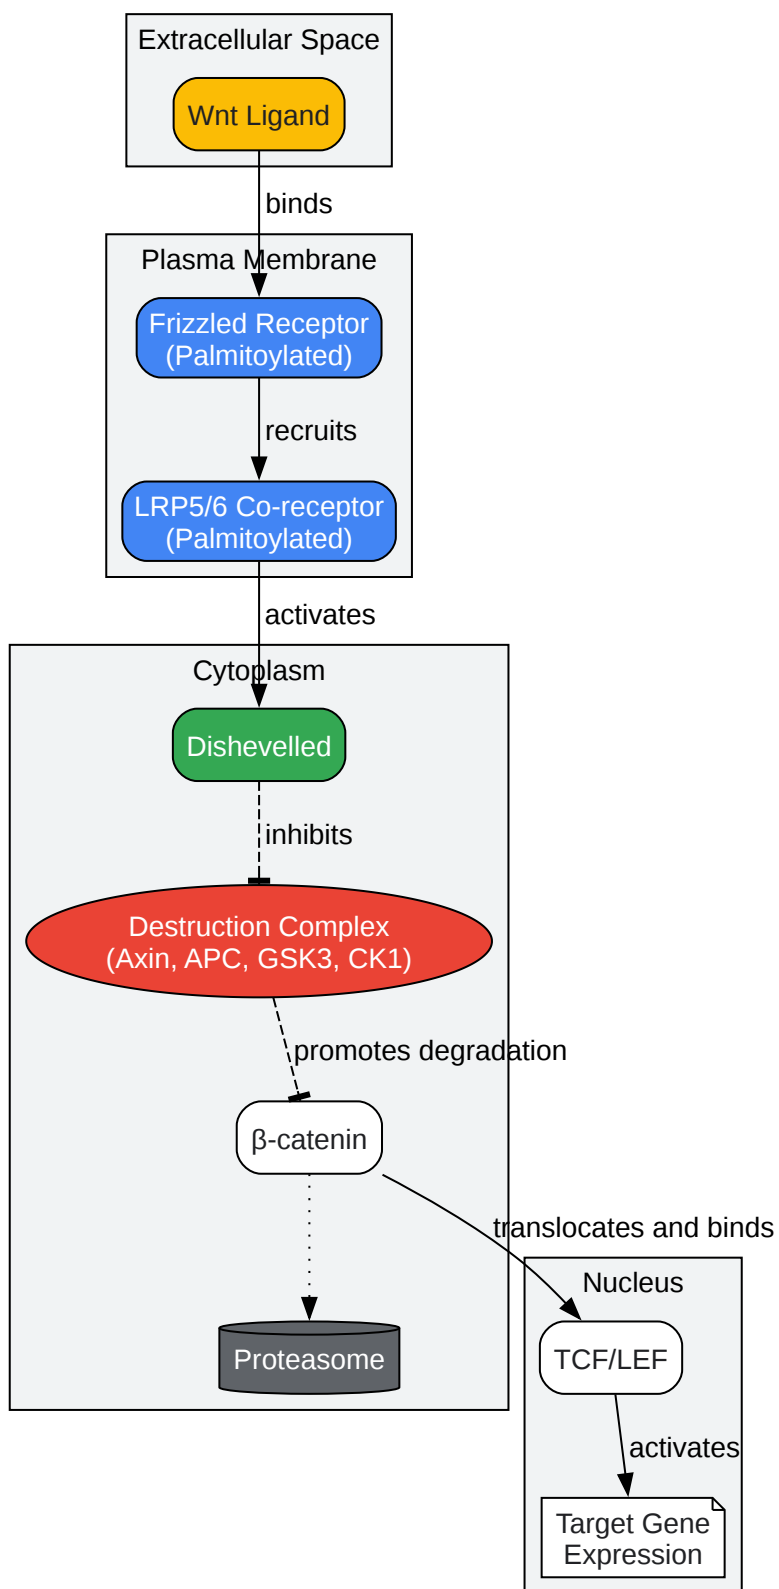 Extracellular Space
Wnt Ligand
binds
Plasma Membrane
Frizzled Receptor
(Palmitoylated)
recruits
LRP5/6 Co-receptor
(Palmitoylated)
activates
Cytoplasm
Dishevelled
inhibits
Destruction Complex
(Axin, APC, GSK3, CK1)
promotes degradation
β-catenin
translocates and binds
Nucleus
Proteasome
TCF/LEF
activates
Target Gene
Expression